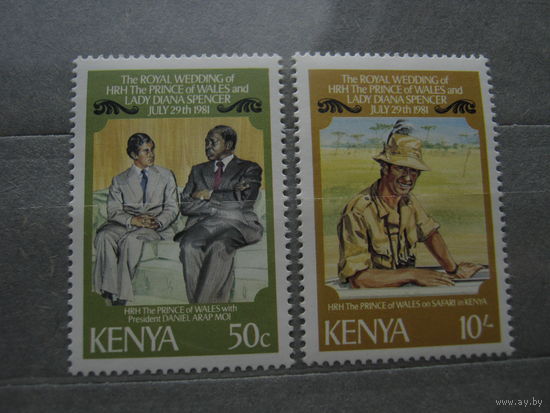 The ROYAL WEDDING of
HRH The PRINCE of WALES and
LADY DIANA SPENCER
JULY 29th 1981
HRH The PRINCE of WALES with
President DANIEL ARAP MOI
KENYA 50c
The ROYAL WEDDING of
HRH The PRINCE of WALES and
LADY DIANA SPENCER
JULY 29th 1981
HRH The PRINCE of WALES on SAFARI in KENYA
KENYA 10/-
© www.ay.by